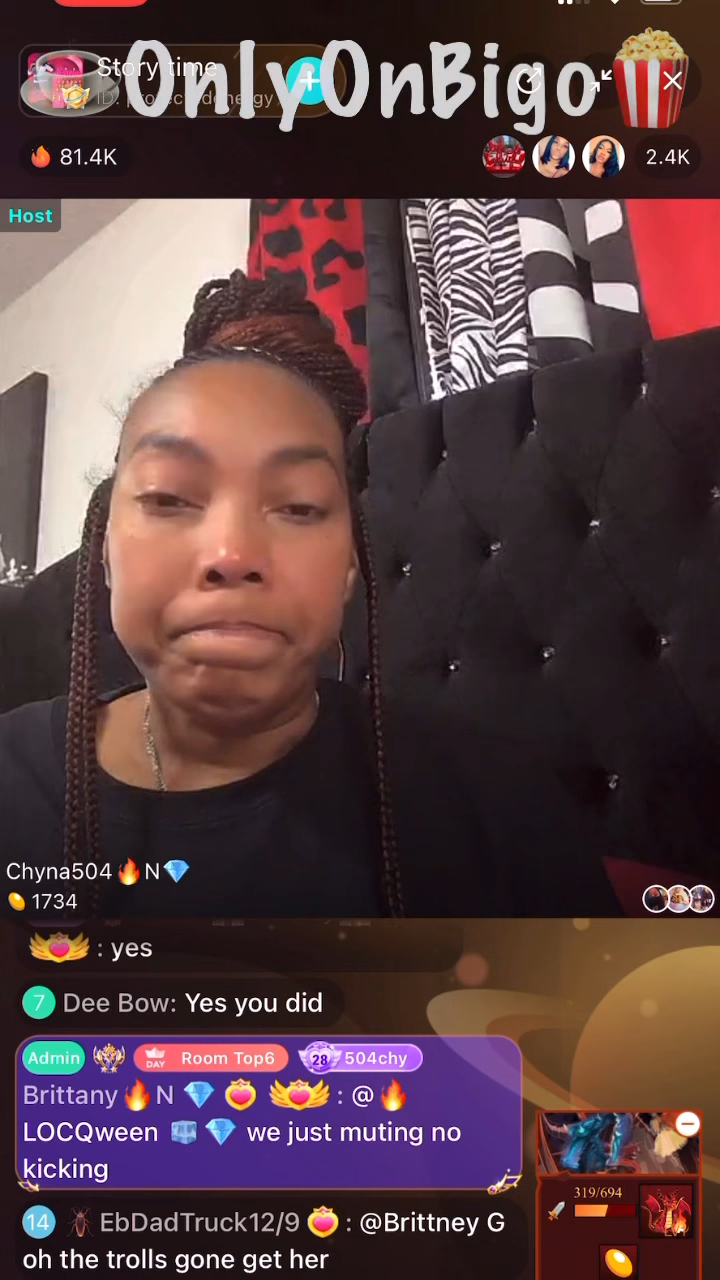 OnlyOnBigo
Story time
81.4K
2.4K
Host
Chyna504🔥N💎
1734
: yes
7 Dee Bow: Yes you did
Admin DAY Room Top6 28 504chy
Brittany🔥N 💎 : @🔥
LOCQween 🧊💎 we just muting no
kicking
14 🪳 EbDadTruck12/9 : @Brittney G
oh the trolls gone get her
319/694